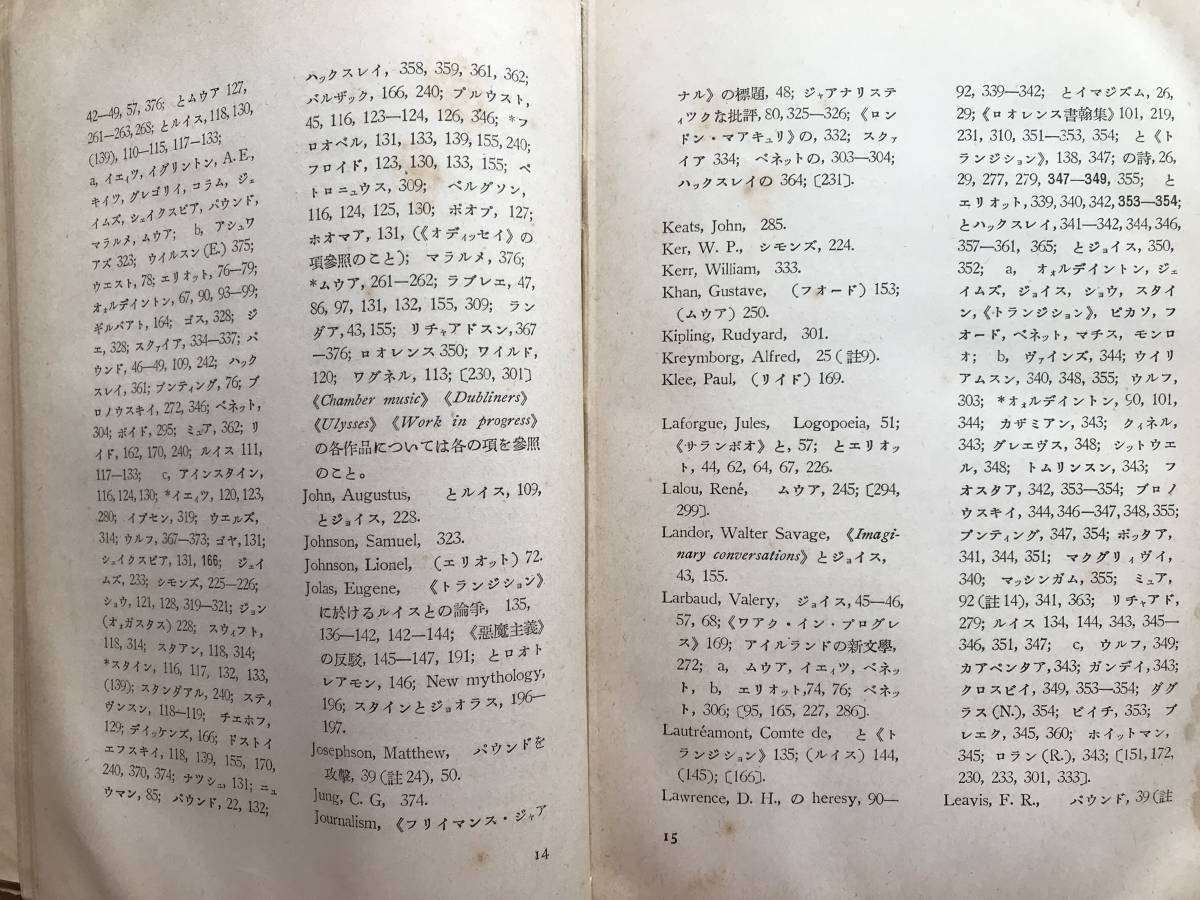 42—49, 57, 376; とムウア 127,
261—263, 268; とルイス, 118, 130,
(139), 110—115, 117—133;
a, イエィツ, イグリントン, A. E.,
キイツ, グレゴリイ, コラム, ジェ
イムズ, シェイクスピア, パウンド,
マラルメ, ムウア; b, アシュワ
アズ 323; ウイルスン (E.) 375;
ウエスト, 78; エリオット, 76—79;
オォルデイントン, 67, 90, 93—99;
ギルバアト, 164; ゴス, 328; ジ
エ, 328; スクァイア, 334—337; パ
ウンド, 46—49, 109, 242; ハック
スレイ, 361; ブンティング, 76; ブ
ロノウスキイ, 272, 346; ベネット,
304; ボイド, 295; ミュア, 362; リ
イド, 162, 170, 240; ルイス 111,
117—133; c, アインスタイン,
116, 124, 130; *イエィツ, 120, 123,
280; イプセン, 319; ウエルズ,
314; ウルフ, 367—373; ゴヤ, 131;
シェイクスピア, 131, 166; ジェイ
ムズ, 233; シモンズ, 225—226;
ショウ, 121, 128, 319—321; ジョン
(オォガスタス) 228; スウィフト,
118, 314; スタアン, 118, 314;
*スタイン, 116, 117, 132, 133,
(139); スタンダアル, 240; スティ
ヴンスン, 118—119; チエホフ,
129; デイッケンズ, 166; ドストイ
エフスキイ, 118, 139, 155, 170,
240, 370, 374; ナツシュ, 131; ニュ
ウマン, 85; パウンド, 22, 132;
ハックスレイ, 358, 359, 361, 362;
バルザック, 166, 240; プルウスト,
45, 116, 123—124, 126, 346; *フ
ロオベル, 131, 133, 139, 155, 240;
フロイド, 123, 130, 133, 155; ペ
トロニュウス, 309; ベルグソン,
116, 124, 125, 130; ポオプ, 127;
ホオマア, 131, (《オディッセイ》の
項參照のこと); マラルメ, 376;
*ムウア, 261—262; ラブレエ, 47,
86, 97, 131, 132, 155, 309; ラン
ダア, 43, 155; リチャアドスン, 367
—376; ロオレンス 350; ワイルド,
120; ワグネル, 113; 〔230, 301〕
《Chamber music》《Dubliners》
《Ulysses》《Work in progress》
の各作品については各の項を參照
のこと。
John, Augustus, とルイス, 109,
とジョイス, 228.
Johnson, Samuel, 323.
Johnson, Lionel, (エリオット) 72.
Jolas, Eugene, 《トランジション》
に於けるルイスとの論爭, 135,
136—142, 142—144; 《惡魔主義》
の反駁, 145—147, 191; とロオト
レアモン, 146; New mythology,
196; スタインとジョオラス, 196—
197.
Josephson, Matthew, パウンドを
攻擊, 39 (註24), 50.
Jung, C. G, 374.
Journalism, 《フリイマンス・ジャア
14
ナル》の標題, 48; ジャアナリステ
ィツクな批評, 80, 325—326; 《ロン
ドン・マアキュリ》の, 332; スクァ
イア 334; ベネットの, 303—304;
ハックスレイの 364; 〔231〕.
Keats, John, 285.
Ker, W. P., シモンズ, 224.
Kerr, William, 333.
Khan, Gustave, (フオード) 153;
(ムウア) 250.
Kipling, Rudyard, 301.
Kreymborg, Alfred, 25 (註9).
Klee, Paul, (リイド) 169.
Laforgue, Jules, Logopoeia, 51;
《サランボオ》と, 57; とエリオッ
ト, 44, 62, 64, 67, 226.
Lalou, René, ムウア, 245; 〔294,
299〕.
Landor, Walter Savage, 《Imagi-
nary conversations》とジョイス,
43, 155.
Larbaud, Valery, ジョイス, 45—46,
57, 68; 《ワアク・イン・プログレ
ス》169; アイルランドの新文學,
272; a, ムウア, イエィツ, ベネッ
ト, b, エリオット, 74, 76; ベネッ
ト, 306; 〔95, 165, 227, 286〕.
Lautréamont, Comte de, と《ト
ランジション》135; (ルイス) 144,
(145); 〔166〕.
Lawrence, D. H., の heresy, 90—
92, 339—342; とイマジズム, 26,
29; 《ロオレンス書翰集》101, 219,
231, 310, 351—353, 354; と《ト
ランジション》, 138, 347; の詩, 26,
29, 277, 279, 347—349, 355; と
エリオット, 339, 340, 342, 353—354;
とハックスレイ, 341—342, 344, 346,
357—361, 365; とジョイス, 350,
352; a, オォルデイントン, ジェ
イムズ, ジョイス, ショウ, スタイ
ン, 《トランジション》, ピカソ, フ
オード, ベネット, マチス, モンロ
オ; b, ヴァインズ, 344; ウイリ
アムスン, 340, 348, 355; ウルフ,
303; *オォルデイントン, 90, 101,
344; カザミアン, 343; クィネル,
343; グレエヴス, 348; シットウエ
ル, 348; トムリンスン, 343; フ
オスタア, 342, 353—354; ブロノ
ウスキイ, 344, 346—347, 348, 355;
ブンティング, 347, 354; ポッタア,
341, 344, 351; マクグリィヴイ,
340; マッシンガム, 355; ミュア,
92 (註14), 341, 363; リチャアド,
279; ルイス 134, 144, 343, 345—
346, 351, 347; c, ウルフ, 349;
カアペンタア, 343; ガンデイ, 343;
クロスビイ, 349, 353—354; ダグ
ラス (N.), 354; ビイチ, 353; ブ
レエク, 345, 360; ホイットマン,
345; ロラン (R.), 343; 〔151, 172,
230, 233, 301, 333〕.
Leavis, F. R., パウンド, 39 (註
15